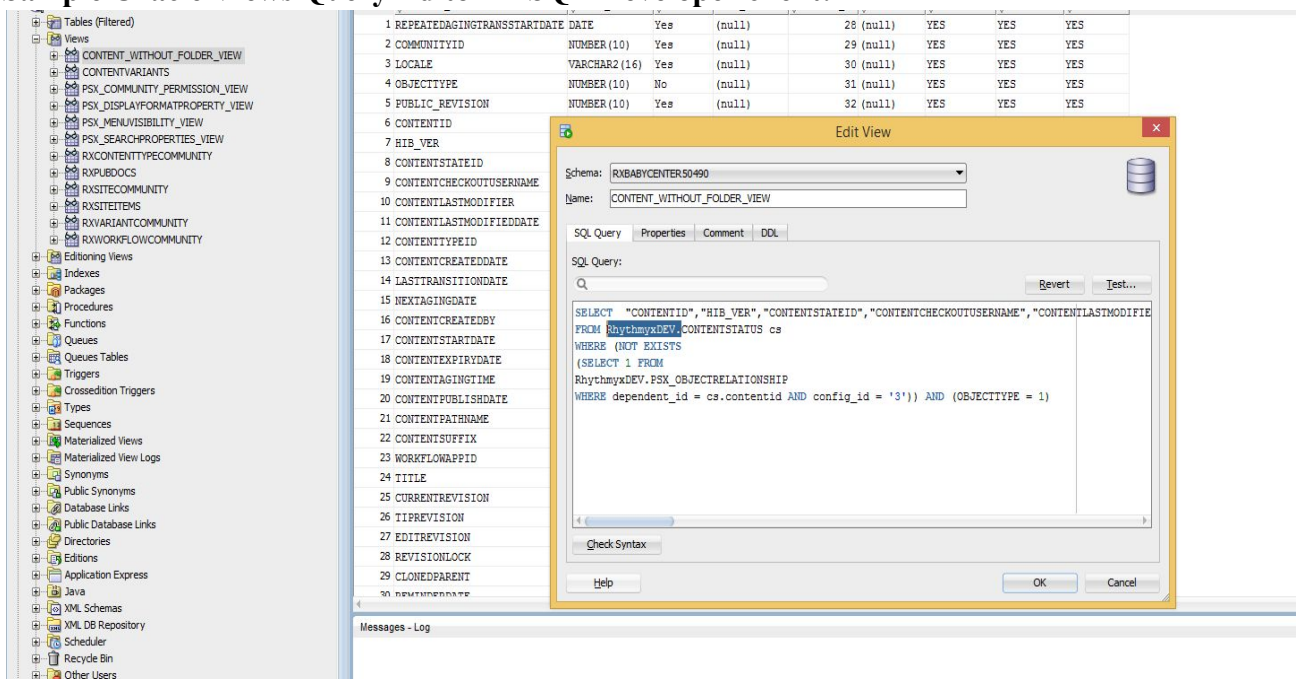 Tables (Filtered)
Views
CONTENT_WITHOUT_FOLDER_VIEW
CONTENTVARIANTS
PSX_COMMUNITY_PERMISSION_VIEW
PSX_DISPLAYFORMATPROPERTY_VIEW
PSX_MENUVISIBILITY_VIEW
PSX_SEARCHPROPERTIES_VIEW
RXCONTENTTYPECOMMUNITY
RXPUBDOCS
RXSITECOMMUNITY
RXSITEITEMS
RXVARIANTCOMMUNITY
RXWORKFLOWCOMMUNITY
Editioning Views
Indexes
Packages
Procedures
Functions
Queues
Queues Tables
Triggers
Crossedition Triggers
Types
Sequences
Materialized Views
Materialized View Logs
Synonyms
Public Synonyms
Database Links
Public Database Links
Directories
Editions
Application Express
Java
XML Schemas
XML DB Repository
Scheduler
Recycle Bin
Other Users
1 REPEATEDAGINGTRANSSTARTDATE DATE Yes (null) 28 (null) YES YES YES
2 COMMUNITYID NUMBER(10) Yes (null) 29 (null) YES YES YES
3 LOCALE VARCHAR2(16) Yes (null) 30 (null) YES YES YES
4 OBJECTTYPE NUMBER(10) No (null) 31 (null) YES YES YES
5 PUBLIC_REVISION NUMBER(10) Yes (null) 32 (null) YES YES YES
6 CONTENTID
7 HIB_VER
8 CONTENTSTATEID
9 CONTENTCHECKOUTUSERNAME
10 CONTENTLASTMODIFIER
11 CONTENTLASTMODIFIEDDATE
12 CONTENTTYPEID
13 CONTENTCREATEDDATE
14 LASTTRANSITIONDATE
15 NEXTAGINGDATE
16 CONTENTCREATEDBY
17 CONTENTSTARTDATE
18 CONTENTEXPIRYDATE
19 CONTENTAGINGTIME
20 CONTENTPUBLISHDATE
21 CONTENTPATHNAME
22 CONTENTSUFFIX
23 WORKFLOWAPPID
24 TITLE
25 CURRENTREVISION
26 TIPREVISION
27 EDITREVISION
28 REVISIONLOCK
29 CLONEDPARENT
30 REMINDERDATE
Edit View
Schema: RXBABYCENTER50490
Name: CONTENT_WITHOUT_FOLDER_VIEW
SQL Query Properties Comment DDL
SQL Query:
Revert Test...
SELECT "CONTENTID","HIB_VER","CONTENTSTATEID","CONTENTCHECKOUTUSERNAME","CONTENTLASTMODIFIE
FROM RhythmyxDEV.CONTENTSTATUS cs
WHERE (NOT EXISTS
(SELECT 1 FROM
RhythmyxDEV.PSX_OBJECTRELATIONSHIP
WHERE dependent_id = cs.contentid AND config_id = '3')) AND (OBJECTTYPE = 1)
Check Syntax
Help OK Cancel
Messages - Log